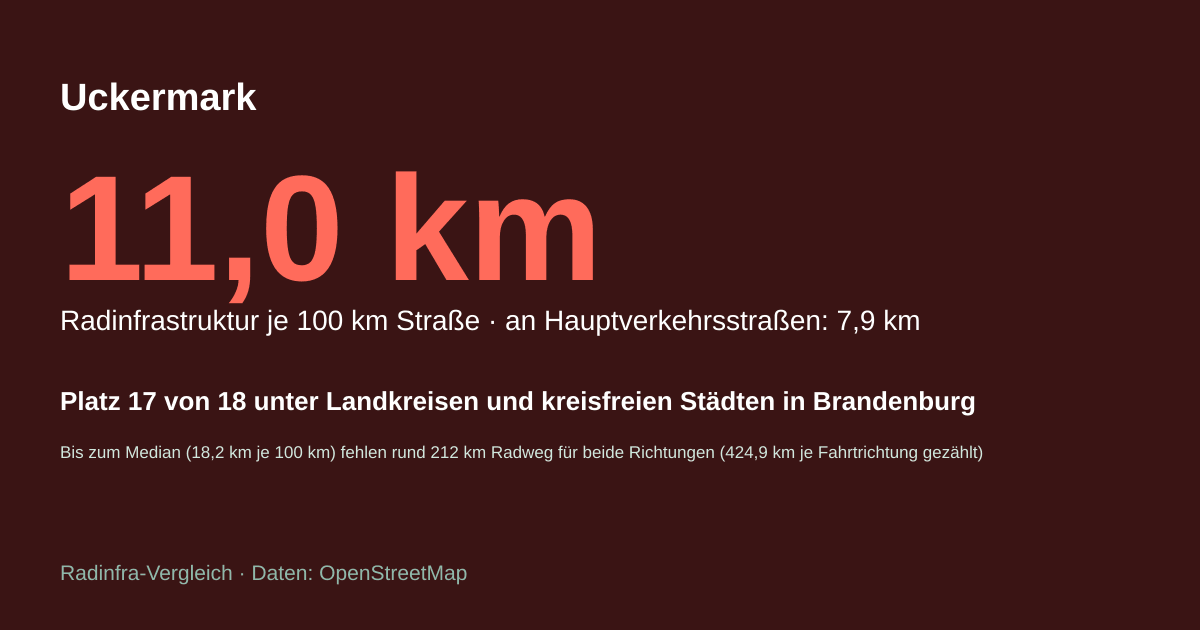 Uckermark
11,0 km
Radinfrastruktur je 100 km Straße · an Hauptverkehrsstraßen: 7,9 km
Platz 17 von 18 unter Landkreisen und kreisfreien Städten in Brandenburg
Bis zum Median (18,2 km je 100 km) fehlen rund 212 km Radweg für beide Richtungen (424,9 km je Fahrtrichtung gezählt)
Radinfra-Vergleich · Daten: OpenStreetMap